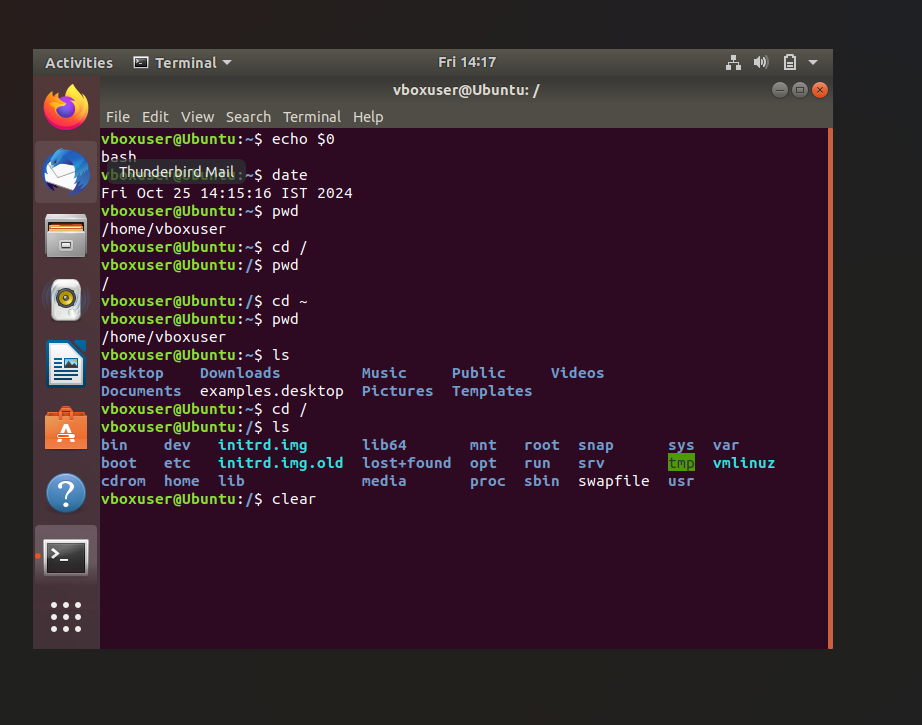 Activities Terminal Fri 14:17
vboxuser@Ubuntu: /
File Edit View Search Terminal Help
vboxuser@Ubuntu:~$ echo $0
bash
Thunderbird Mail
vboxuser@Ubuntu:~$ date
Fri Oct 25 14:15:16 IST 2024
vboxuser@Ubuntu:~$ pwd
/home/vboxuser
vboxuser@Ubuntu:~$ cd /
vboxuser@Ubuntu:/$ pwd
/
vboxuser@Ubuntu:/$ cd ~
vboxuser@Ubuntu:~$ pwd
/home/vboxuser
vboxuser@Ubuntu:~$ ls
Desktop Downloads Music Public Videos
Documents examples.desktop Pictures Templates
vboxuser@Ubuntu:~$ cd /
vboxuser@Ubuntu:/$ ls
bin dev initrd.img lib64 mnt root snap sys var
boot etc initrd.img.old lost+found opt run srv tmp vmlinuz
cdrom home lib media proc sbin swapfile usr
vboxuser@Ubuntu:/$ clear